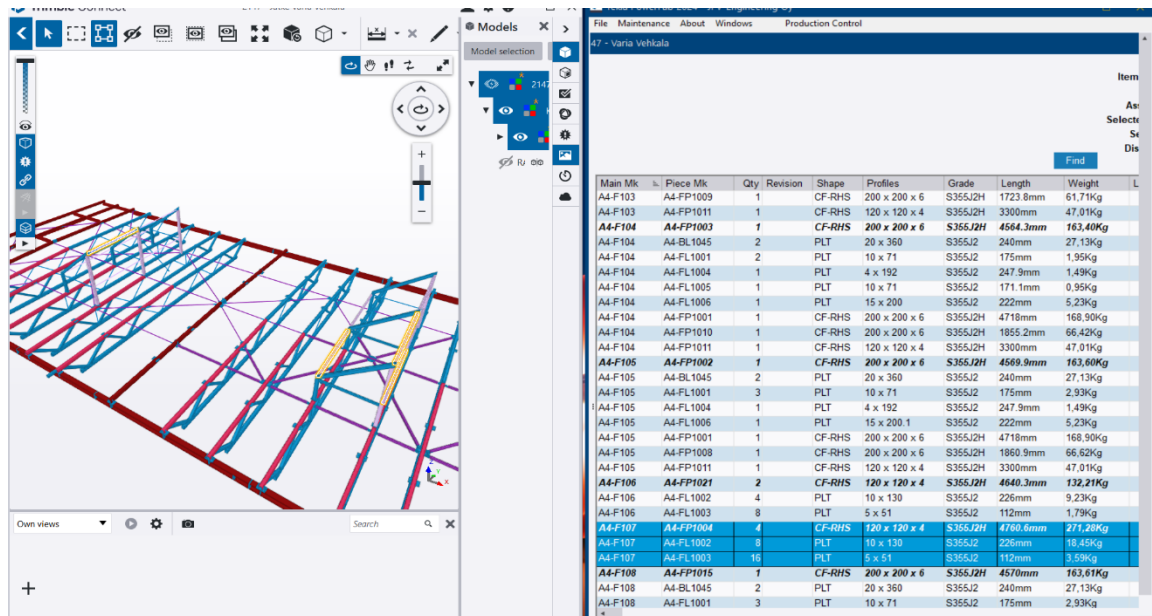 Trimble Connect
Models
Model selection
2147
Own views
Search
File Maintenance About Windows Production Control
47 - Varia Vehkala
Item
Find
Main Mk Piece Mk Qty Revision Shape Profiles Grade Length Weight L
A4-F103 A4-FP1009 1 CF-RHS 200 x 200 x 6 S355J2H 1723.8mm 61,71Kg
A4-F103 A4-FP1011 1 CF-RHS 120 x 120 x 4 S355J2H 3300mm 47,01Kg
A4-F104 A4-FP1003 1 CF-RHS 200 x 200 x 6 S355J2H 4564.3mm 163,40Kg
A4-F104 A4-BL1045 2 PLT 20 x 360 S355J2 240mm 27,13Kg
A4-F104 A4-FL1001 2 PLT 10 x 71 S355J2 175mm 1,95Kg
A4-F104 A4-FL1004 1 PLT 4 x 192 S355J2 247.9mm 1,49Kg
A4-F104 A4-FL1005 1 PLT 10 x 71 S355J2 171.1mm 0,95Kg
A4-F104 A4-FL1006 1 PLT 15 x 200 S355J2 222mm 5,23Kg
A4-F104 A4-FP1001 1 CF-RHS 200 x 200 x 6 S355J2H 4718mm 168,90Kg
A4-F104 A4-FP1010 1 CF-RHS 200 x 200 x 6 S355J2H 1855.2mm 66,42Kg
A4-F104 A4-FP1011 1 CF-RHS 120 x 120 x 4 S355J2H 3300mm 47,01Kg
A4-F105 A4-FP1002 1 CF-RHS 200 x 200 x 6 S355J2H 4569.9mm 163,60Kg
A4-F105 A4-BL1045 2 PLT 20 x 360 S355J2 240mm 27,13Kg
A4-F105 A4-FL1001 3 PLT 10 x 71 S355J2 175mm 2,93Kg
A4-F105 A4-FL1004 1 PLT 4 x 192 S355J2 247.9mm 1,49Kg
A4-F105 A4-FL1006 1 PLT 15 x 200.1 S355J2 222mm 5,23Kg
A4-F105 A4-FP1001 1 CF-RHS 200 x 200 x 6 S355J2H 4718mm 168,90Kg
A4-F105 A4-FP1008 1 CF-RHS 200 x 200 x 6 S355J2H 1860.9mm 66,62Kg
A4-F105 A4-FP1011 1 CF-RHS 120 x 120 x 4 S355J2H 3300mm 47,01Kg
A4-F106 A4-FP1021 2 CF-RHS 120 x 120 x 4 S355J2H 4640.3mm 132,21Kg
A4-F106 A4-FL1002 4 PLT 10 x 130 S355J2 226mm 9,23Kg
A4-F106 A4-FL1003 8 PLT 5 x 51 S355J2 112mm 1,79Kg
A4-F107 A4-FP1004 4 CF-RHS 120 x 120 x 4 S355J2H 4760.6mm 271,28Kg
A4-F107 A4-FL1002 8 PLT 10 x 130 S355J2 226mm 18,45Kg
A4-F107 A4-FL1003 16 PLT 5 x 51 S355J2 112mm 3,59Kg
A4-F108 A4-FP1015 1 CF-RHS 200 x 200 x 6 S355J2H 4570mm 163,61Kg
A4-F108 A4-BL1045 2 PLT 20 x 360 S355J2 240mm 27,13Kg
A4-F108 A4-FL1001 3 PLT 10 x 71 S355J2 175mm 2,93Kg